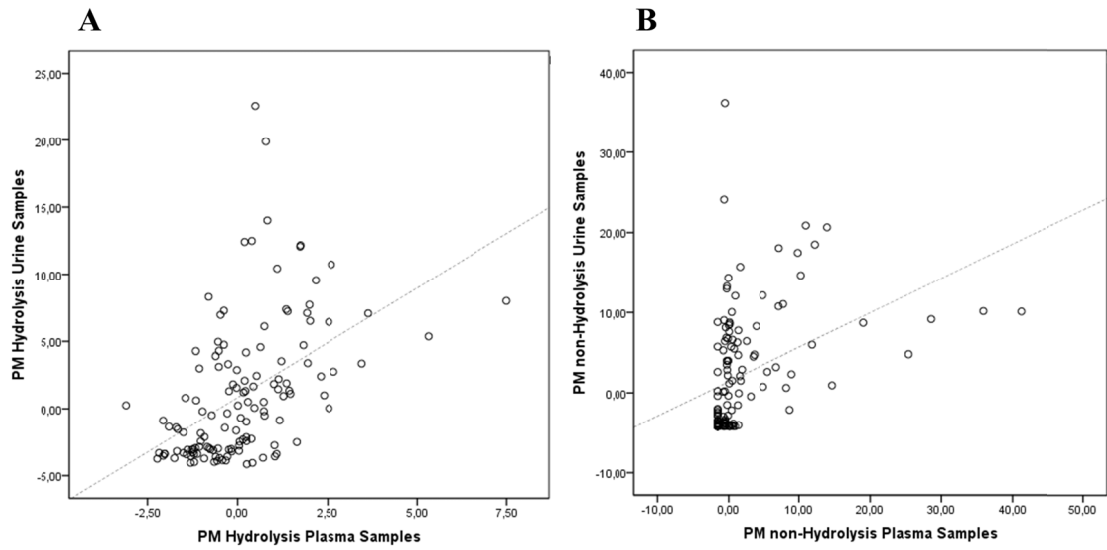 A
B
25,00
20,00
15,00
10,00
5,00
0,00
-5,00
PM Hydrolysis Urine Samples
-2,50 0,00 2,50 5,00 7,50
PM Hydrolysis Plasma Samples
40,00
30,00
20,00
10,00
0,00
-10,00
PM non-Hydrolysis Urine Samples
-10,00 0,00 10,00 20,00 30,00 40,00 50,00
PM non-Hydrolysis Plasma Samples